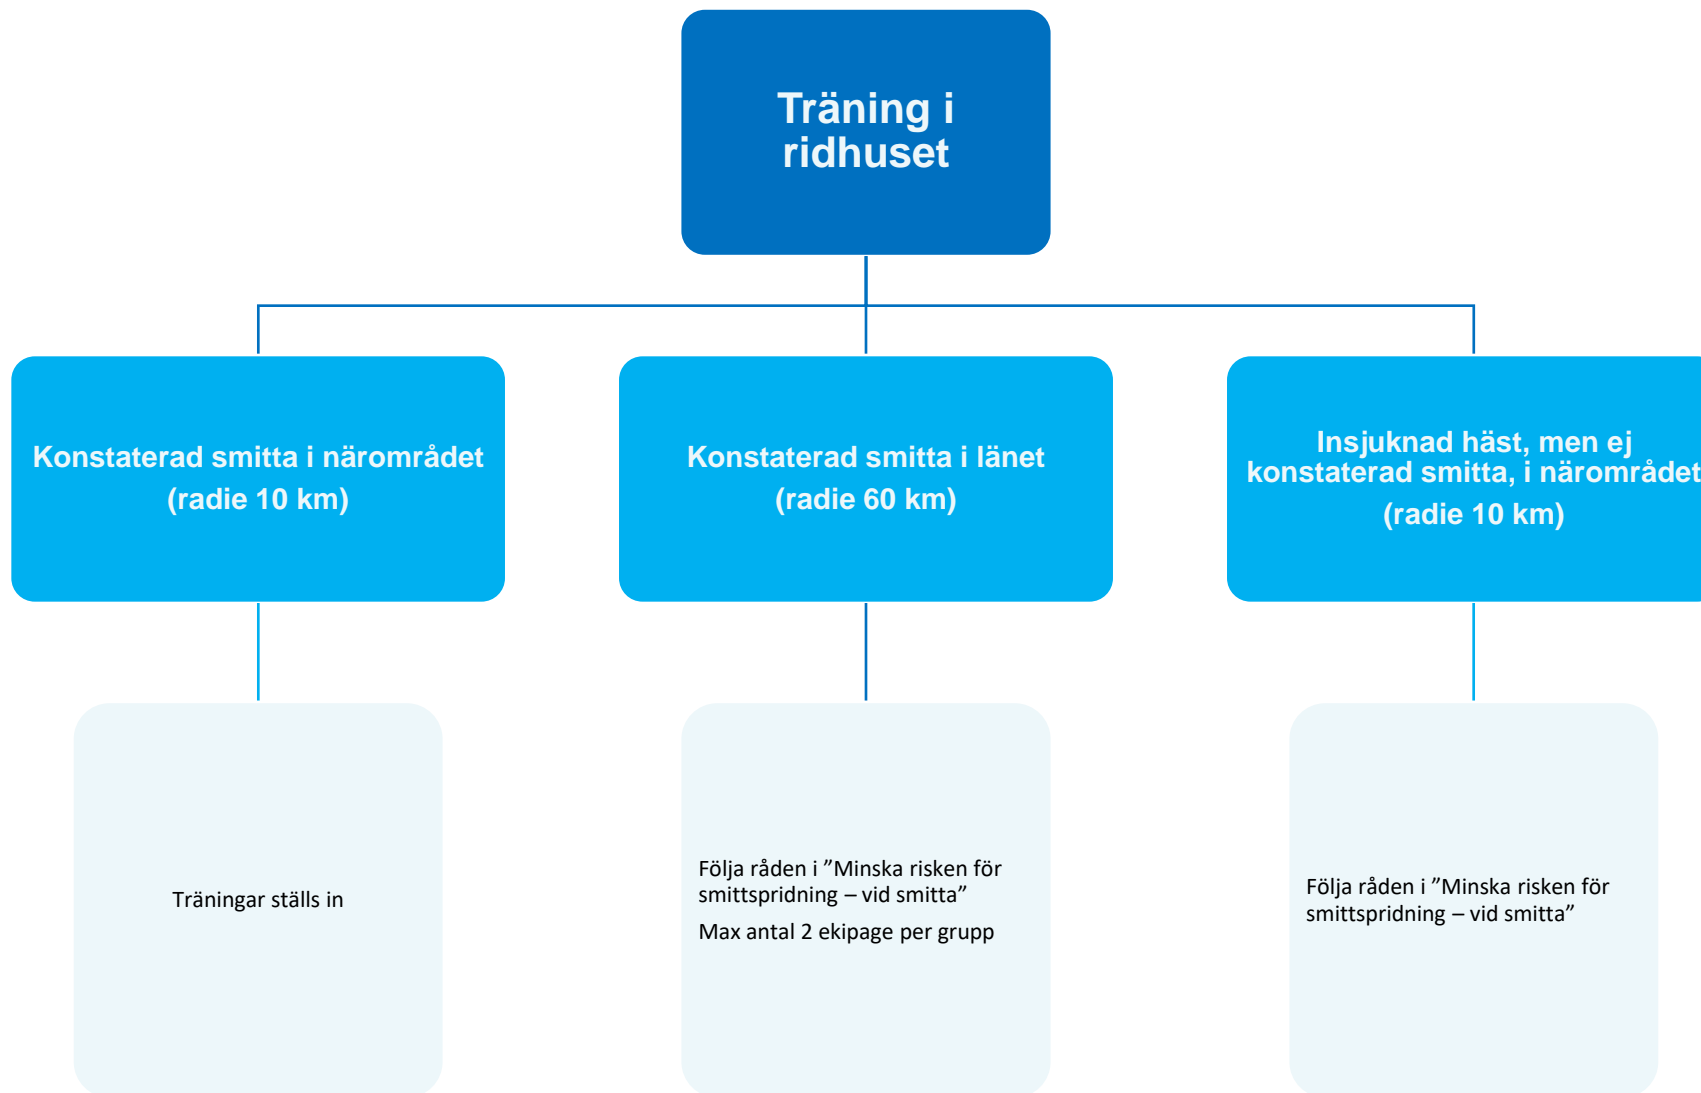 Träning i
ridhuset
Konstaterad smitta i närområdet
(radie 10 km)
Konstaterad smitta i länet
(radie 60 km)
Insjuknad häst, men ej
konstaterad smitta, i närområdet
(radie 10 km)
Träningar ställs in
Följa råden i ”Minska risken för
smittspridning – vid smitta”
Max antal 2 ekipage per grupp
Följa råden i ”Minska risken för
smittspridning – vid smitta”